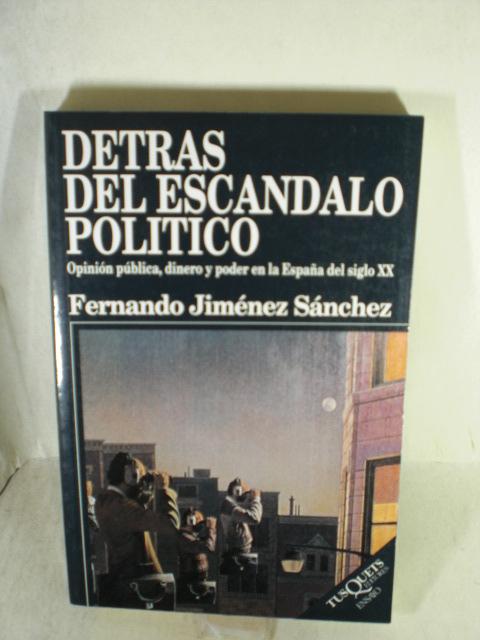 DETRAS
DEL ESCANDALO
POLITICO
Opinión pública, dinero y poder en la España del siglo XX
Fernando Jiménez Sánchez
TUSQUETS
EDITORES
ENSAYO